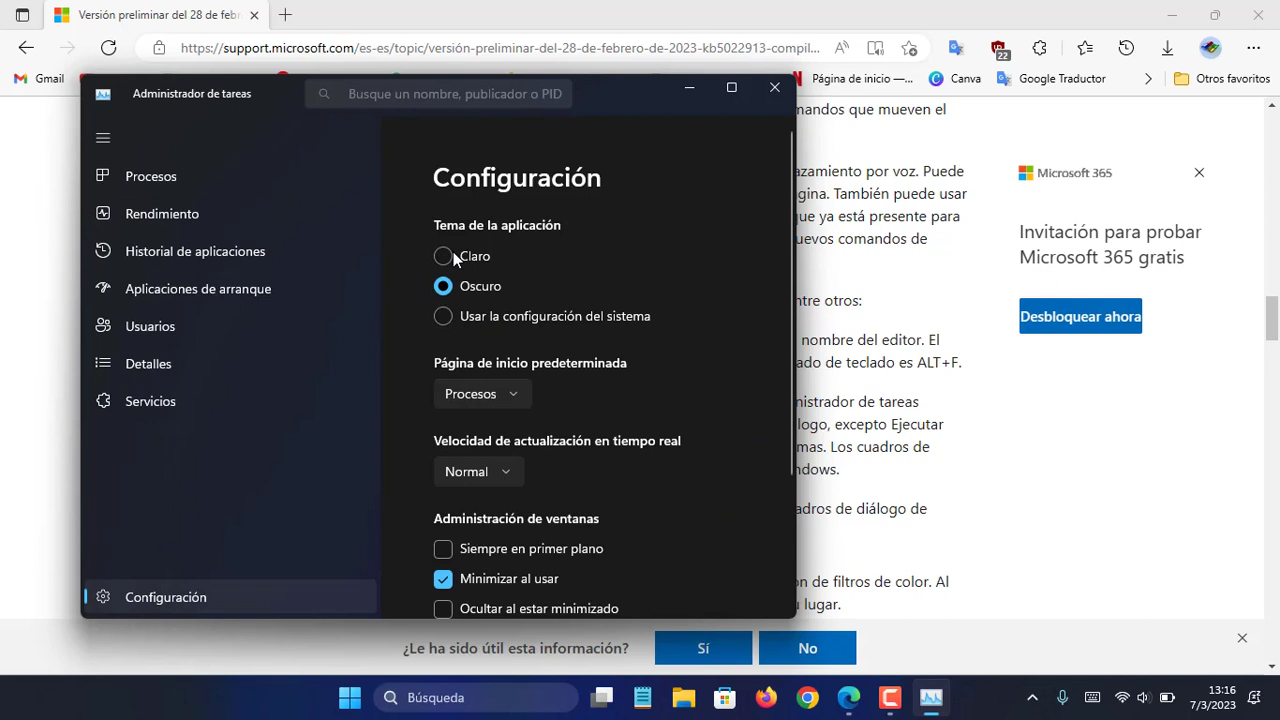 Versión preliminar del 28 de feb
https://support.microsoft.com/es-es/topic/versión-preliminar-del-28-de-febrero-de-2023-kb5022913-compil...
22
Gmail
Página de inicio —...
Canva
Google Traductor
Otros favoritos
Administrador de tareas
Busque un nombre, publicador o PID
Procesos
Rendimiento
Historial de aplicaciones
Aplicaciones de arranque
Usuarios
Detalles
Servicios
Configuración
Configuración
Tema de la aplicación
Claro
Oscuro
Usar la configuración del sistema
Página de inicio predeterminada
Procesos
Velocidad de actualización en tiempo real
Normal
Administración de ventanas
Siempre en primer plano
Minimizar al usar
Ocultar al estar minimizado
mandos que mueven el
azamiento por voz. Puede
gina. También puede usar
que ya está presente para
uevos comandos de
ntre otros:
nombre del editor. El
ado de teclado es ALT+F.
nistrador de tareas
logo, excepto Ejecutar
mas. Los cuadros de
ndows.
adros de diálogo de
ón de filtros de color. Al
u lugar.
Microsoft 365
Invitación para probar
Microsoft 365 gratis
Desbloquear ahora
¿Le ha sido útil esta información?
Sí
No
Búsqueda
13:16
7/3/2023